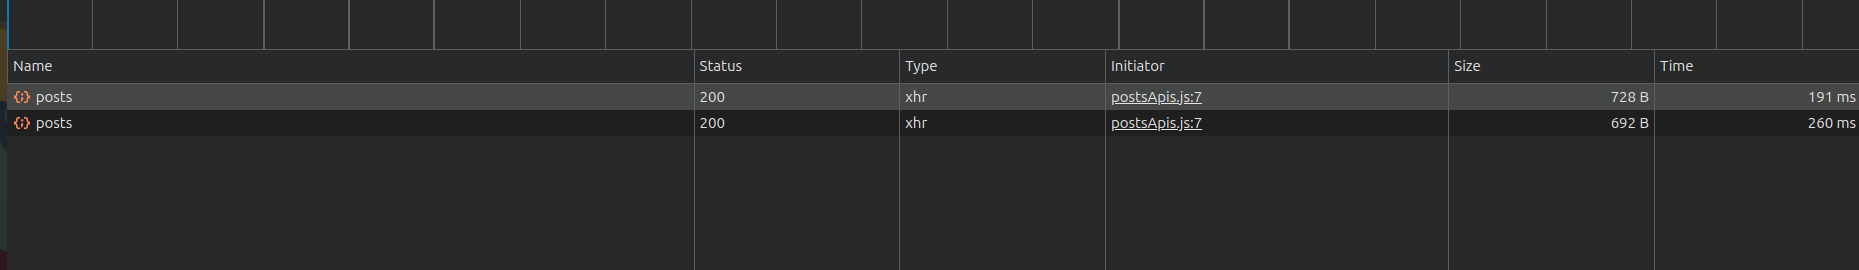 Name Status Type Initiator Size Time
posts 200 xhr postsApis.js:7 728 B 191 ms
posts 200 xhr postsApis.js:7 692 B 260 ms